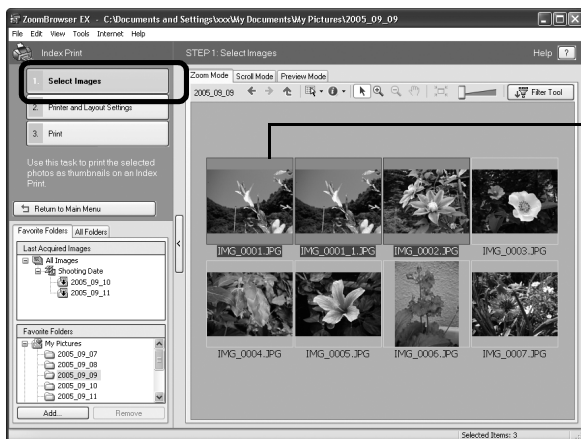 ZoomBrowser EX - C:\Documents and Settings\xxx\My Documents\My Pictures\2005_09_09
File Edit View Tools Internet Help
Index Print
STEP1: Select Images
Help ?
1. Select Images
2. Printer and Layout Settings
3. Print
Use this task to print the selected
photos as thumbnails on an Index
Print.
Return to Main Menu
Favorite Folders All Folders
Last Acquired Images
All Images
Shooting Date
2005_09_10
2005_09_11
Favorite Folders
My Pictures
2005_09_07
2005_09_08
2005_09_09
2005_09_10
2005_09_11
Add... Remove
Zoom Mode Scroll Mode Preview Mode
2005_09_09
Filter Tool
IMG_0001.JPG IMG_0001_1.JPG IMG_0002.JPG IMG_0003.JPG
IMG_0004.JPG IMG_0005.JPG IMG_0006.JPG IMG_0007.JPG
Selected Items: 3